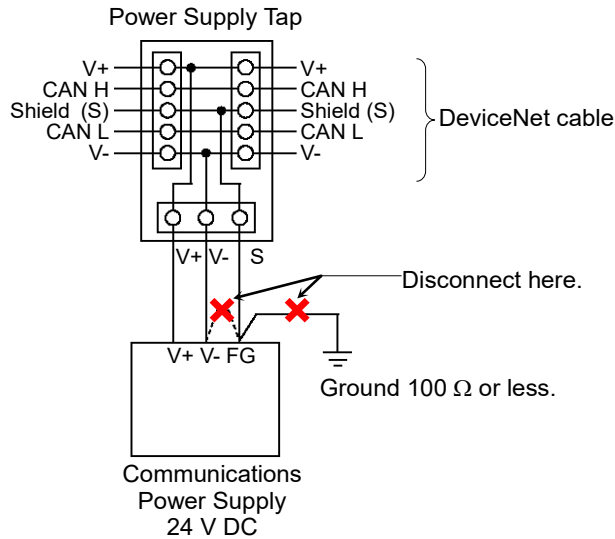 Power Supply Tap
V+
CAN H
Shield (S)
CAN L
V-
V+
CAN H
Shield (S)
CAN L
V-
DeviceNet cable
V+ V- S
Disconnect here.
V+ V- FG
Ground 100 Ω or less.
Communications
Power Supply
24 V DC